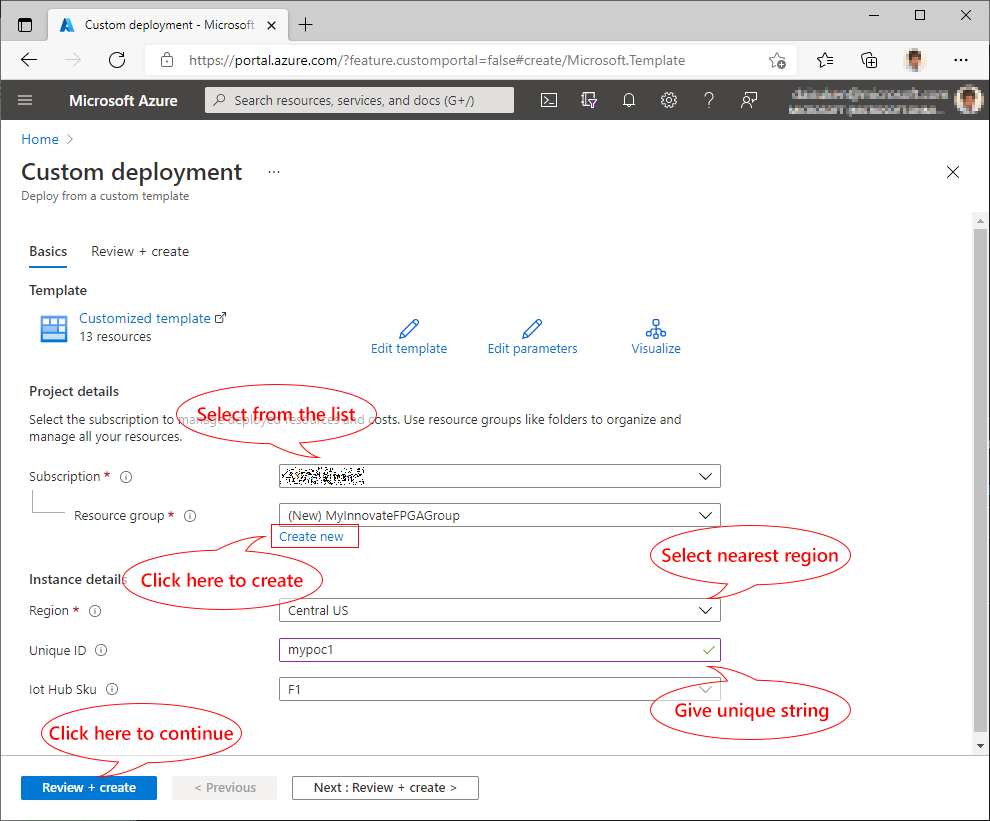 Custom deployment - Microsoft
https://portal.azure.com/?feature.customportal=false#create/Microsoft.Template
Microsoft Azure
Search resources, services, and docs (G+/)
Home >
Custom deployment ...
Deploy from a custom template
Basics
Review + create
Template
Customized template
13 resources
Edit template
Edit parameters
Visualize
Project details
Select from the list
Select the subscription to manage deployed resources and costs. Use resource groups like folders to organize and
manage all your resources.
Subscription *
Resource group *
(New) MyInnovateFPGAGroup
Create new
Select nearest region
Click here to create
Instance details
Region *
Central US
Unique ID
mypoc1
Iot Hub Sku
F1
Give unique string
Click here to continue
Review + create
< Previous
Next : Review + create >